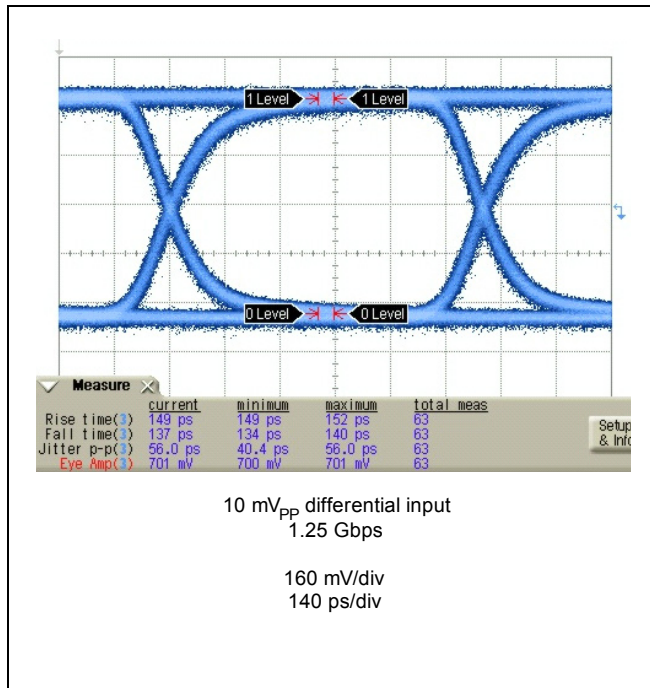 1 Level 1 Level
0 Level 0 Level
Measure
current minimum maximum total meas
Rise time(3) 149 ps 149 ps 152 ps 63
Fall time(3) 137 ps 134 ps 140 ps 63
Jitter p-p(3) 56.0 ps 40.4 ps 56.0 ps 63
Eye Amp(3) 701 mV 700 mV 701 mV 63
Setup
& Info
10 mVPP differential input
1.25 Gbps
160 mV/div
140 ps/div